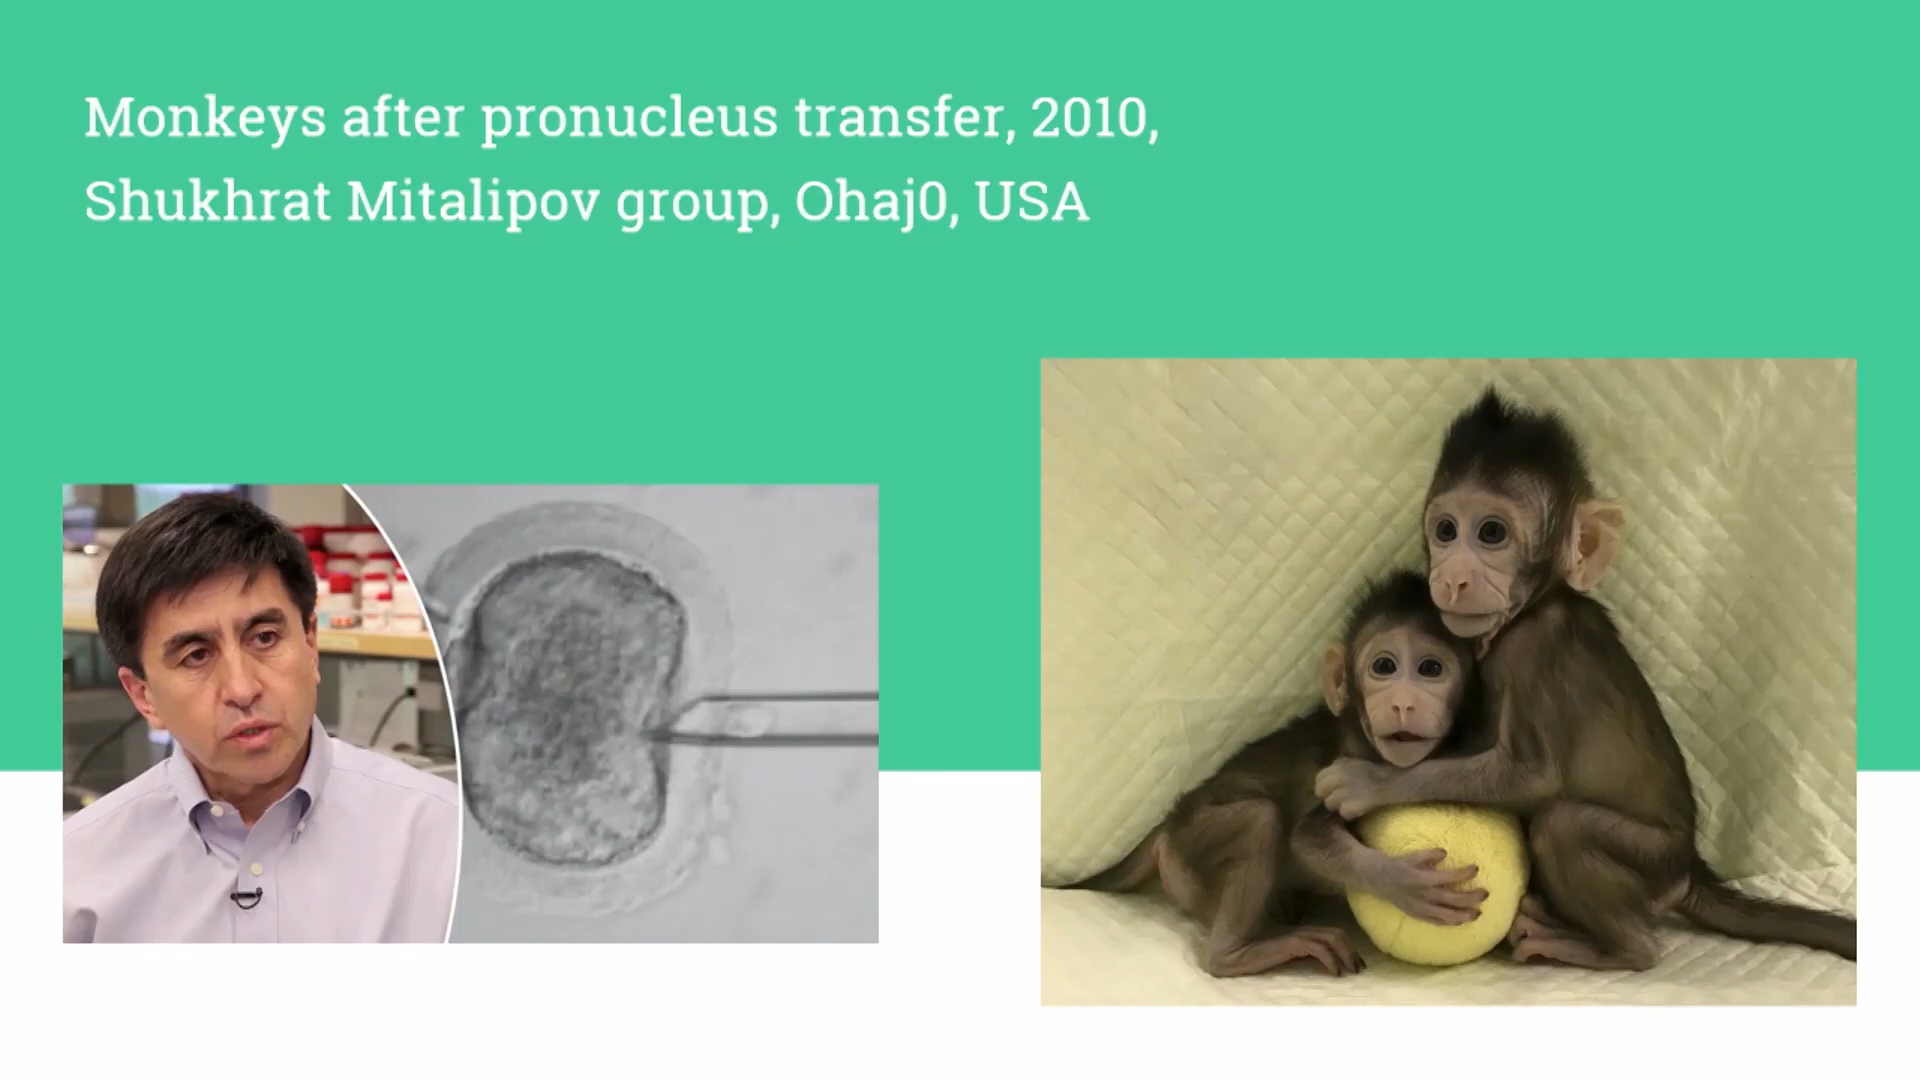 Monkeys after pronucleus transfer, 2010,
Shukhrat Mitalipov group, Ohaj0, USA